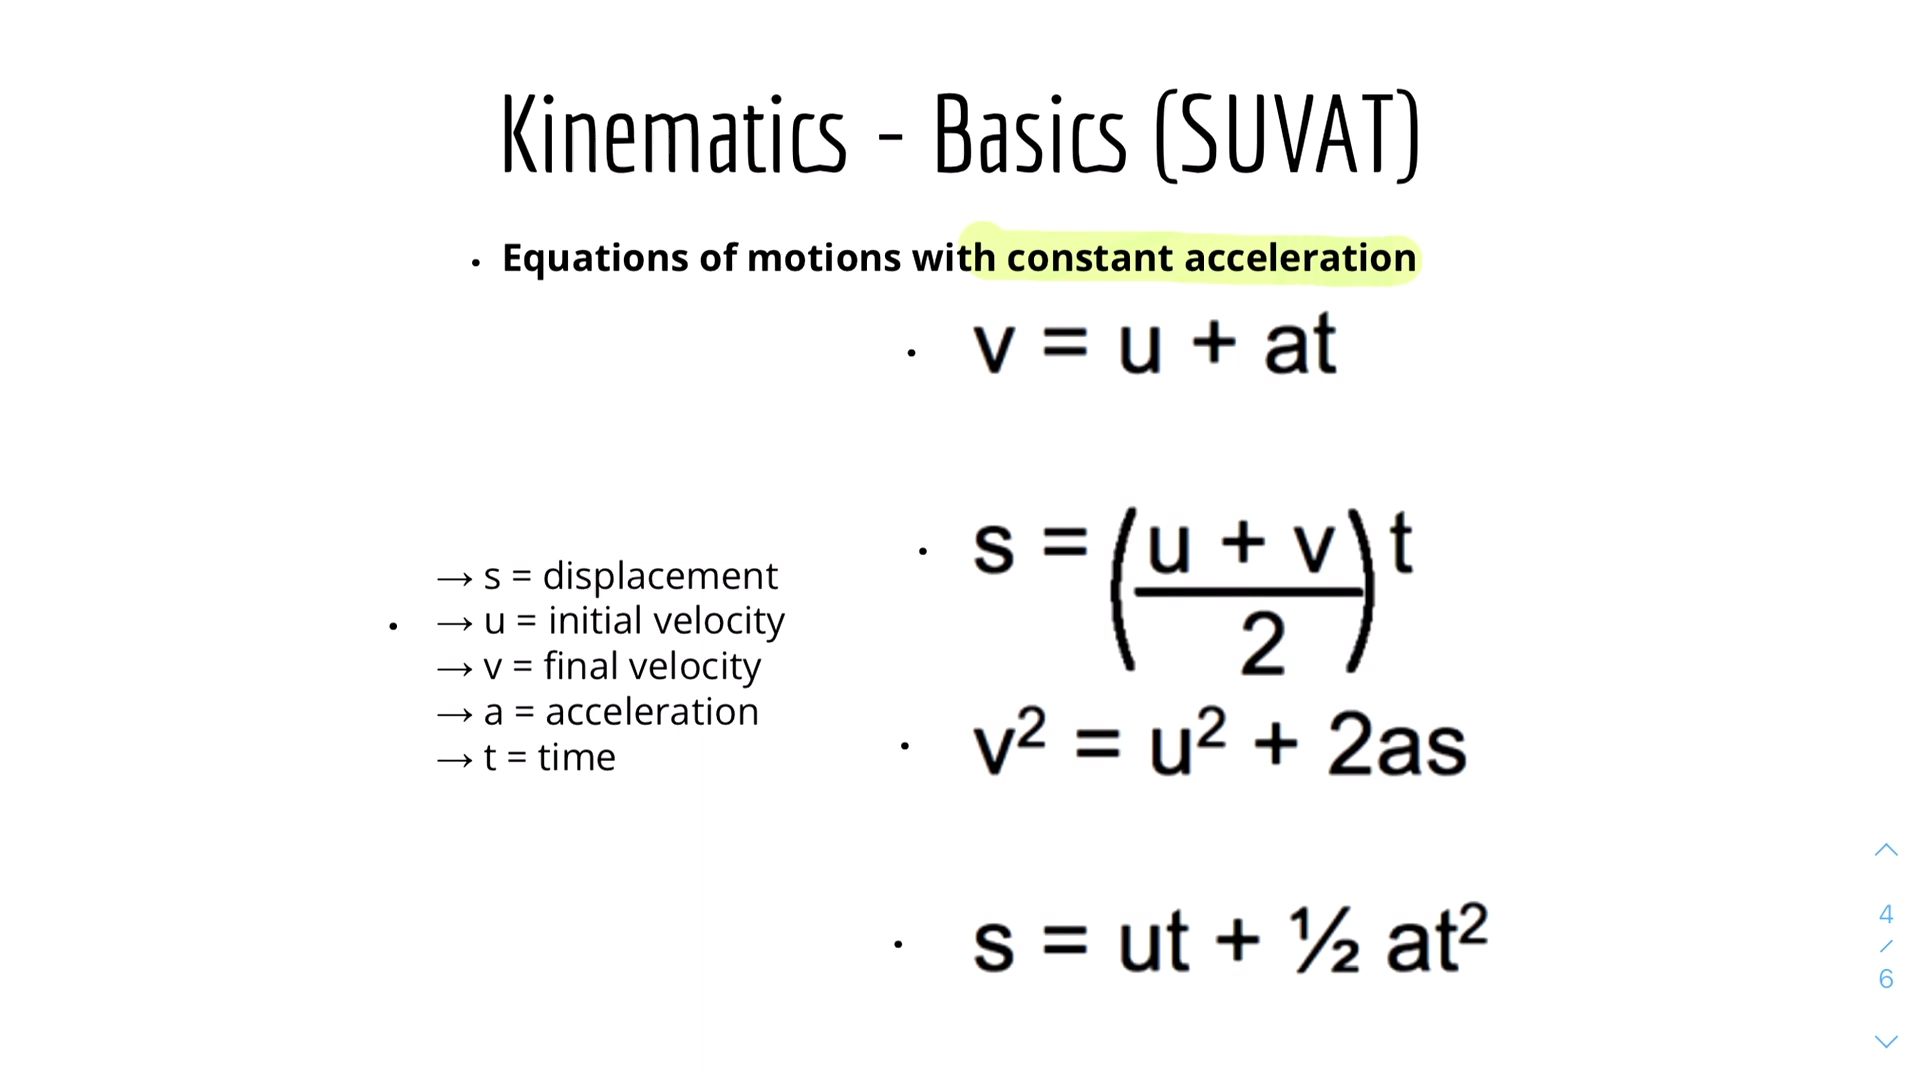 Kinematics - Basics (SUVAT)
• Equations of motions with constant acceleration
• v = u + at
• s = (u + v / 2) t
• → s = displacement
→ u = initial velocity
→ v = final velocity
→ a = acceleration
→ t = time
• v² = u² + 2as
• s = ut + ½ at²
4
/
6